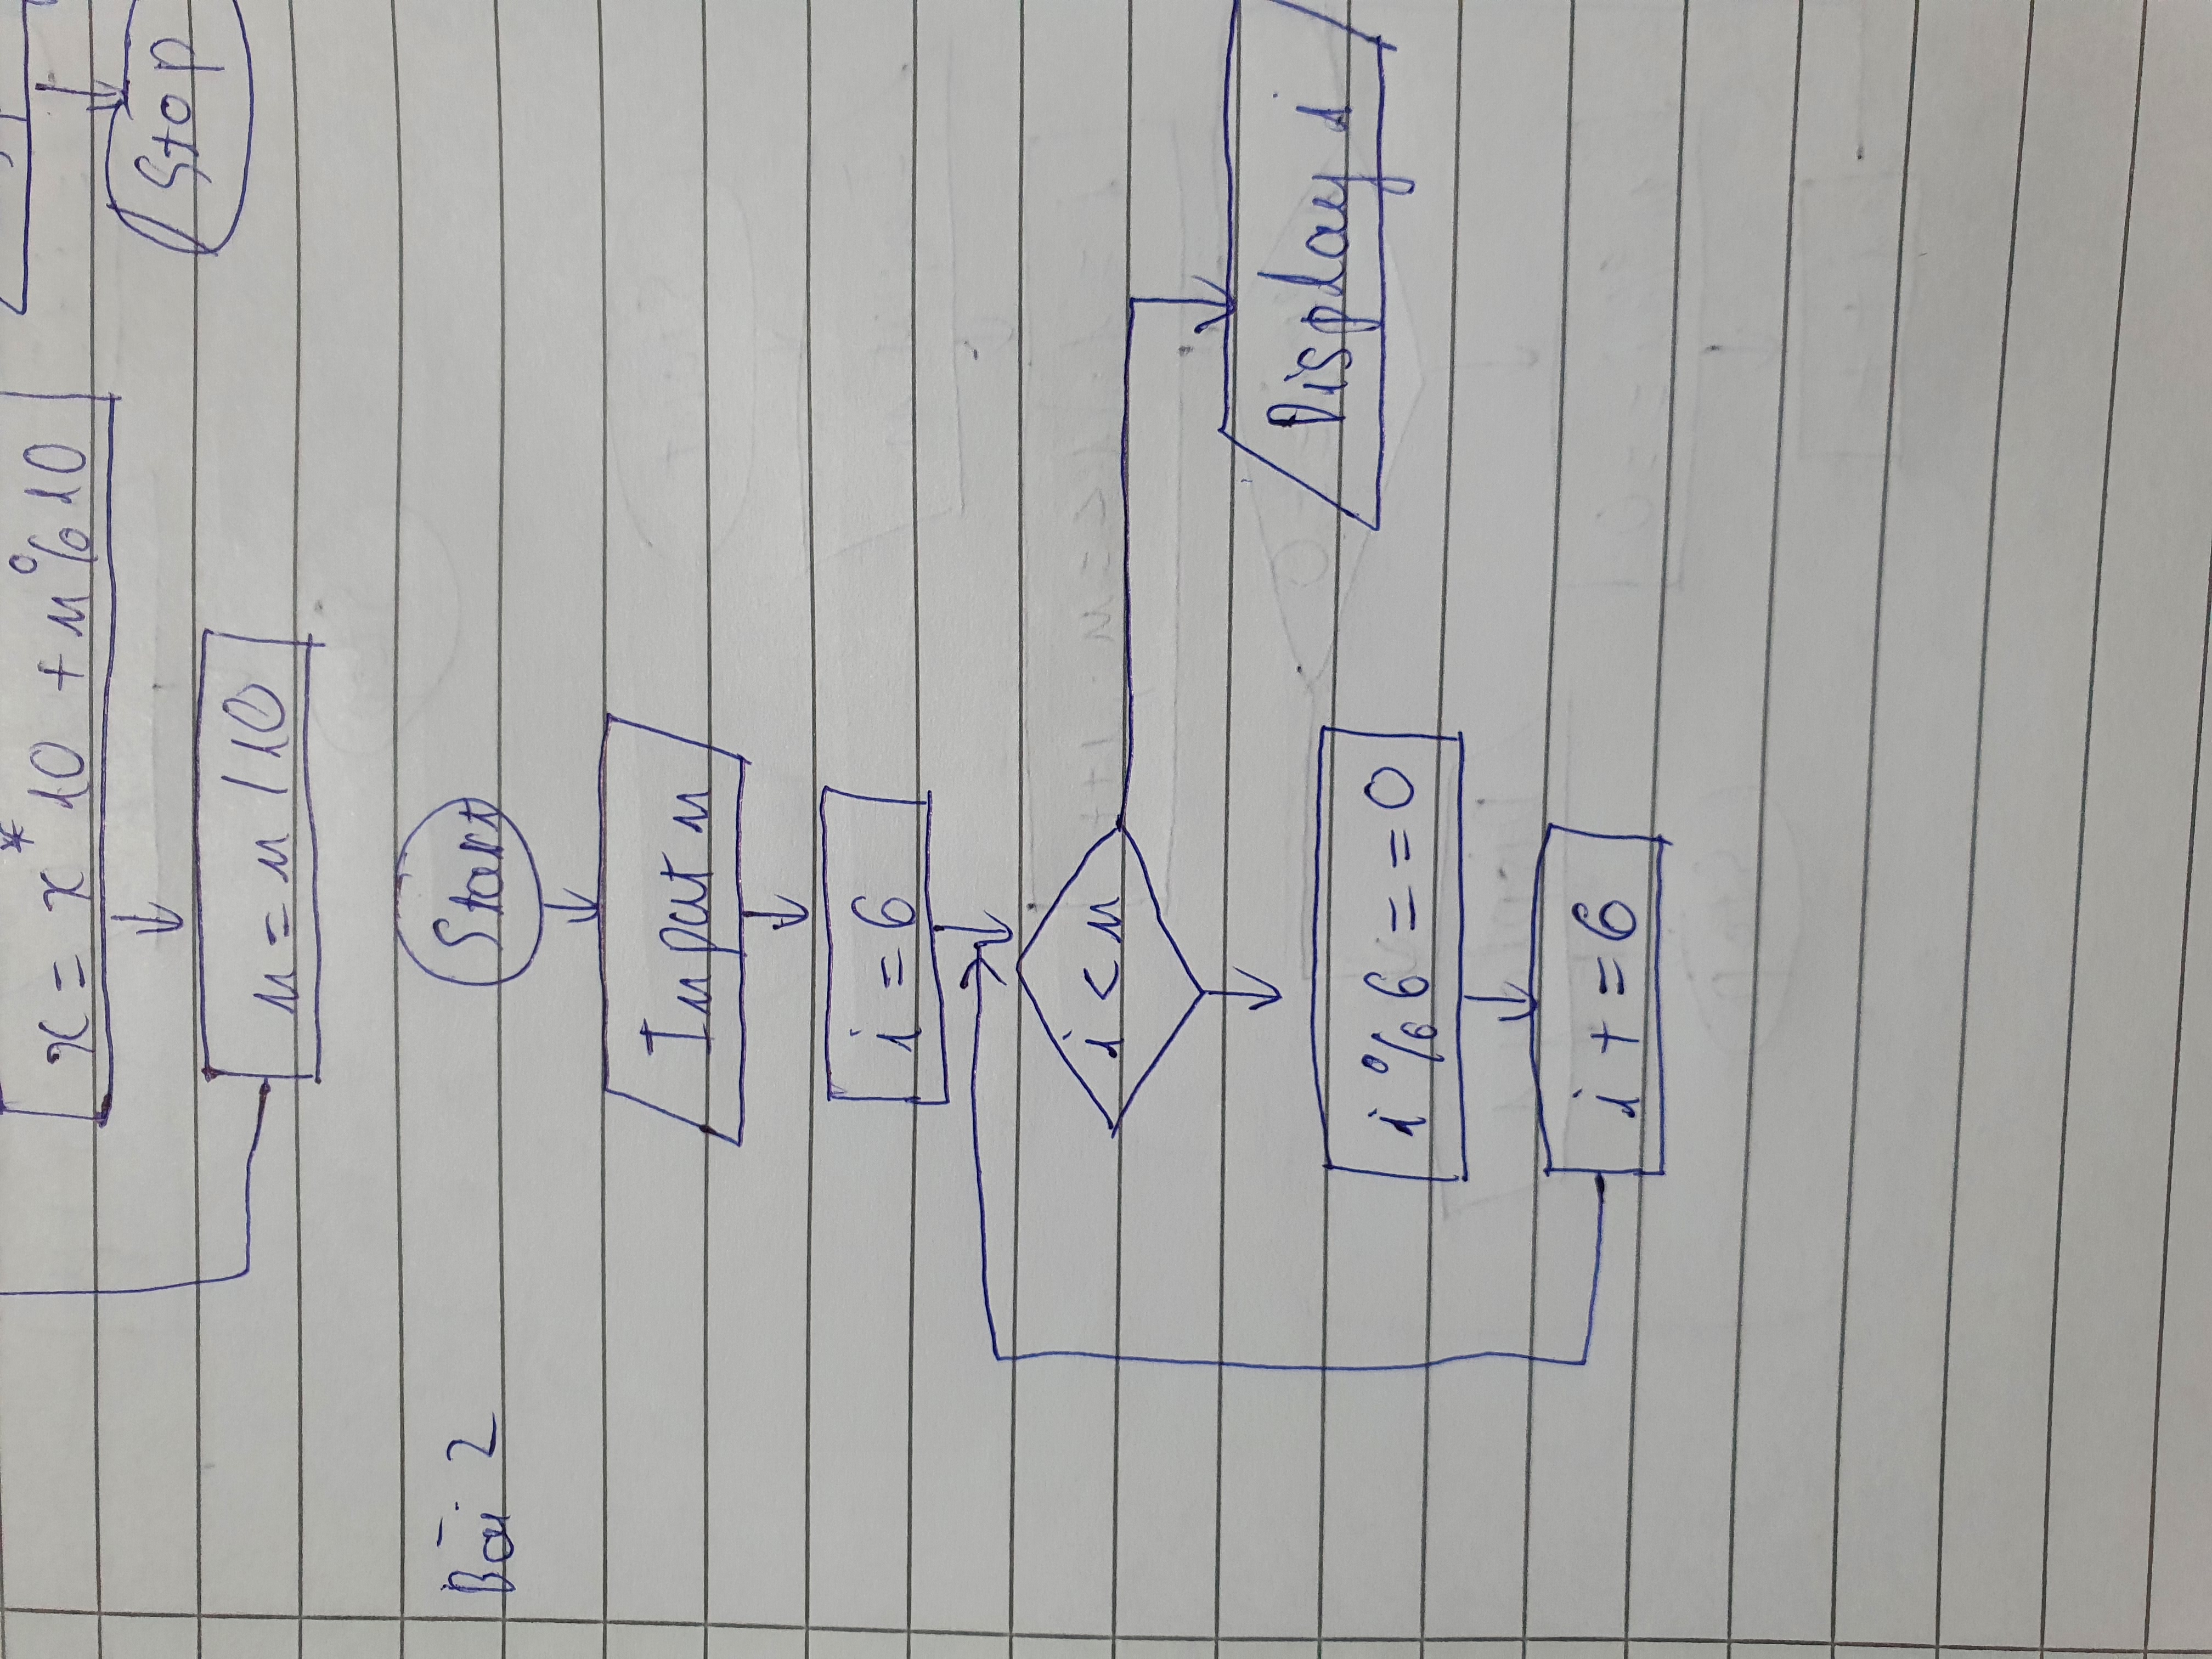 x = x * 10 + n % 10
Stop
n = n / 10
Bài 2
Start
Input n
i = 6
i < n
Display i
i % 6 = = 0
i + = 6